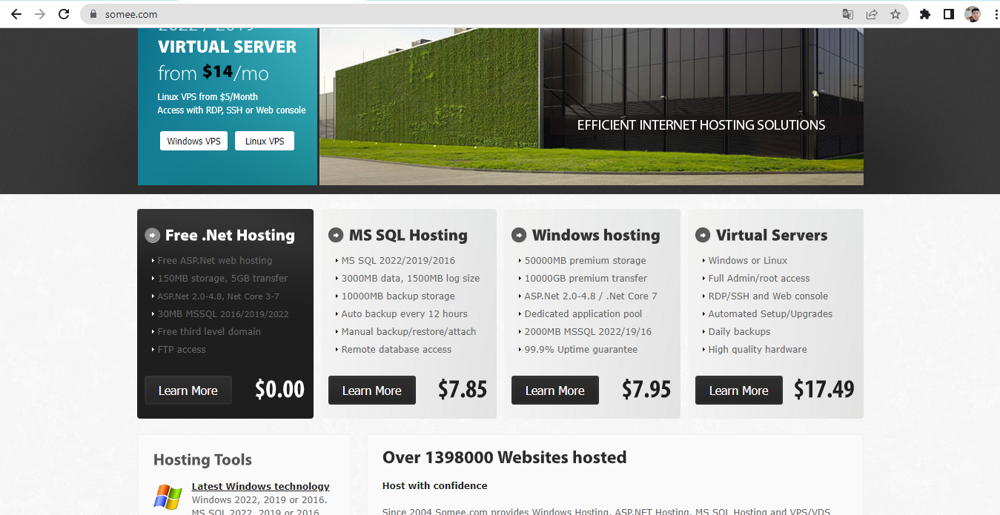 somee.com
2022 / 2019
VIRTUAL SERVER
from $14/mo
Linux VPS from $5/Month
Access with RDP, SSH or Web console
Windows VPS
Linux VPS
EFFICIENT INTERNET HOSTING SOLUTIONS
Free .Net Hosting
Free ASP.Net web hosting
150MB storage, 5GB transfer
ASP.Net 2.0-4.8, Net Core 3-7
30MB MSSQL 2016/2019/2022
Free third level domain
FTP access
Learn More
$0.00
MS SQL Hosting
MS SQL 2022/2019/2016
3000MB data, 1500MB log size
10000MB backup storage
Auto backup every 12 hours
Manual backup/restore/attach
Remote database access
Learn More
$7.85
Windows hosting
50000MB premium storage
10000GB premium transfer
ASP.Net 2.0-4.8 / .Net Core 7
Dedicated application pool
2000MB MSSQL 2022/19/16
99.9% Uptime guarantee
Learn More
$7.95
Virtual Servers
Windows or Linux
Full Admin/root access
RDP/SSH and Web console
Automated Setup/Upgrades
Daily backups
High quality hardware
Learn More
$17.49
Hosting Tools
Latest Windows technology
Windows 2022, 2019 or 2016.
MS SQL 2022, 2019 or 2016
Over 1398000 Websites hosted
Host with confidence
Since 2004 Somee.com provides Windows Hosting, ASP.NET Hosting, MS SQL Hosting and VPS/VDS